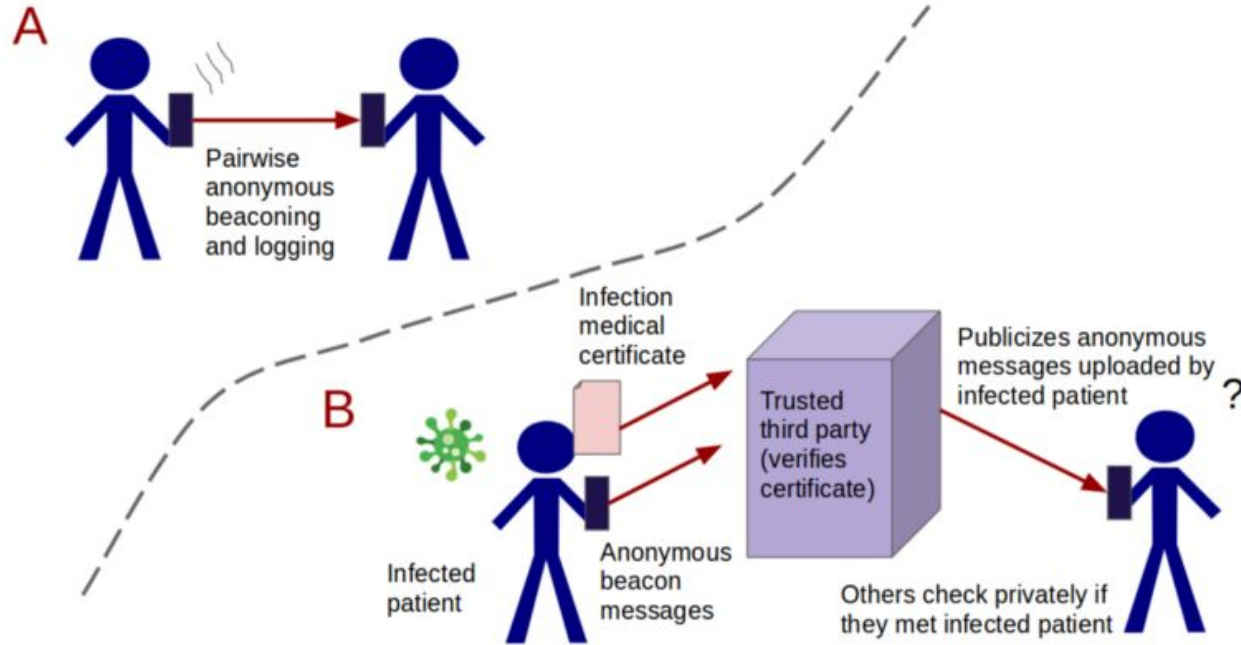 A
Pairwise
anonymous
beaconing
and logging
B
Infection
medical
certificate
Infected
patient
Anonymous
beacon
messages
Trusted
third party
(verifies
certificate)
Publicizes anonymous
messages uploaded by
infected patient
?
Others check privately if
they met infected patient